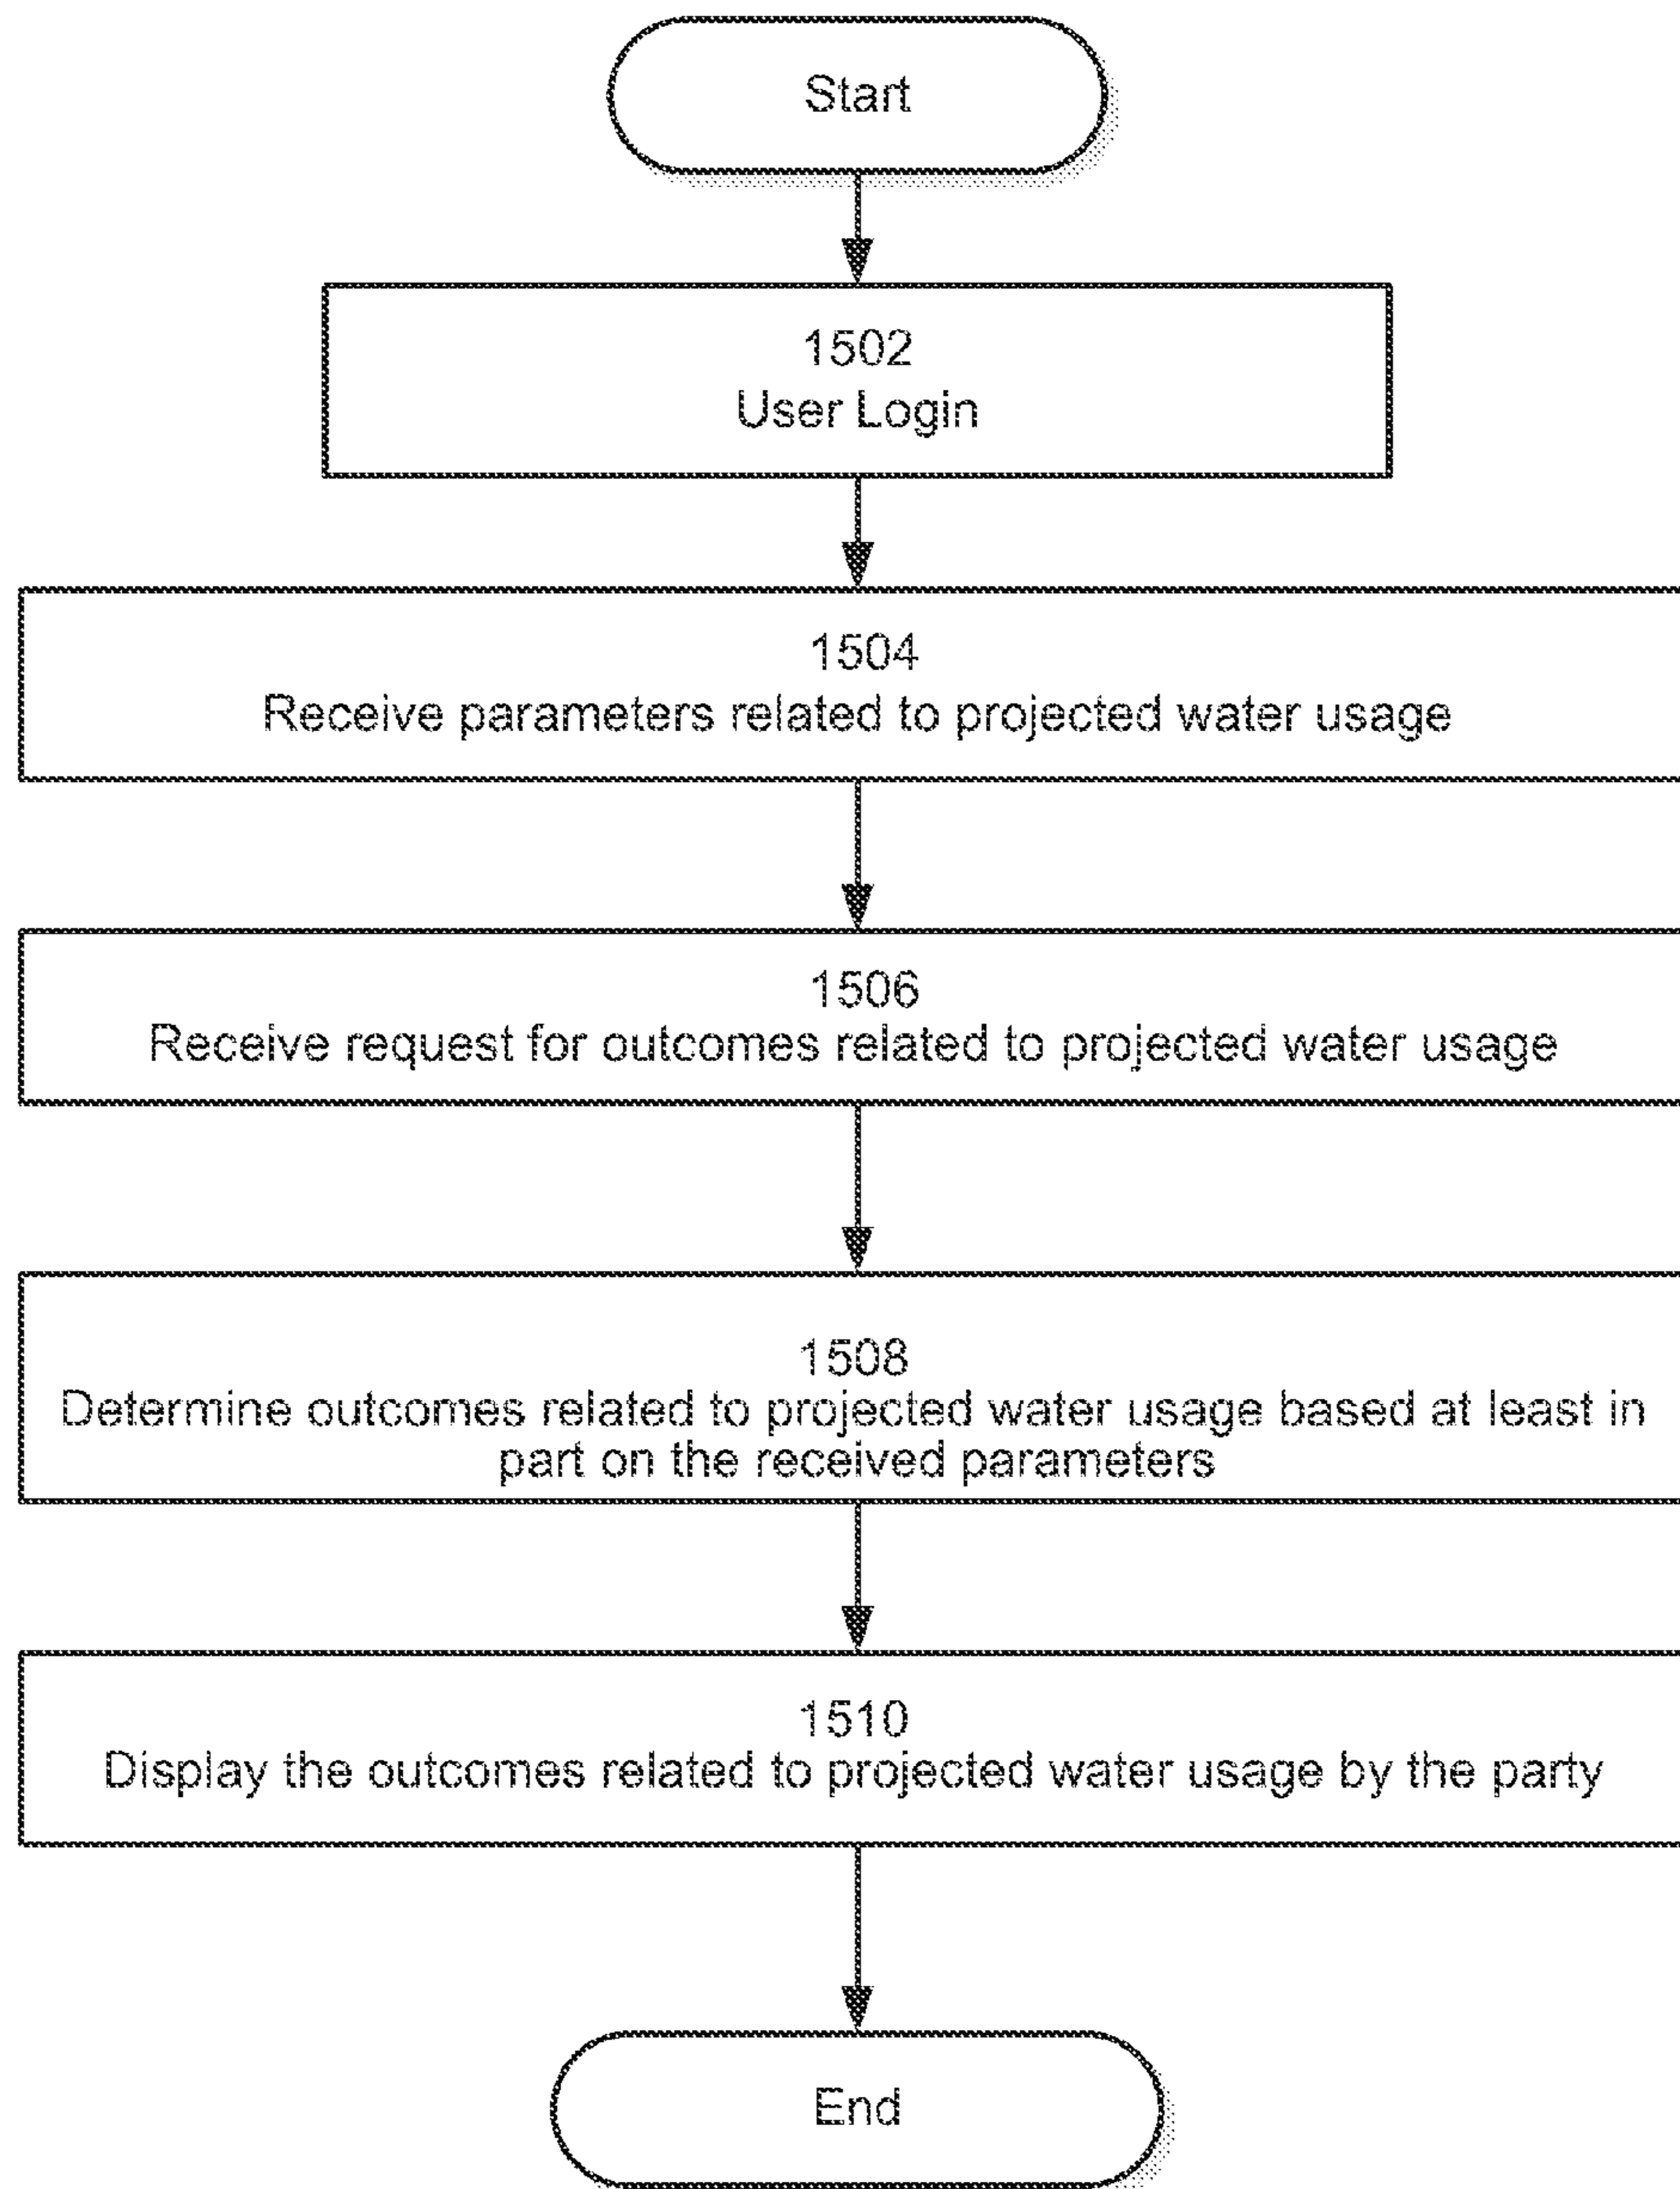 Start
1502
User Login
1504
Receive parameters related to projected water usage
1506
Receive request for outcomes related to projected water usage
1508
Determine outcomes related to projected water usage based at least in
part on the received parameters
1510
Display the outcomes related to projected water usage by the party
End